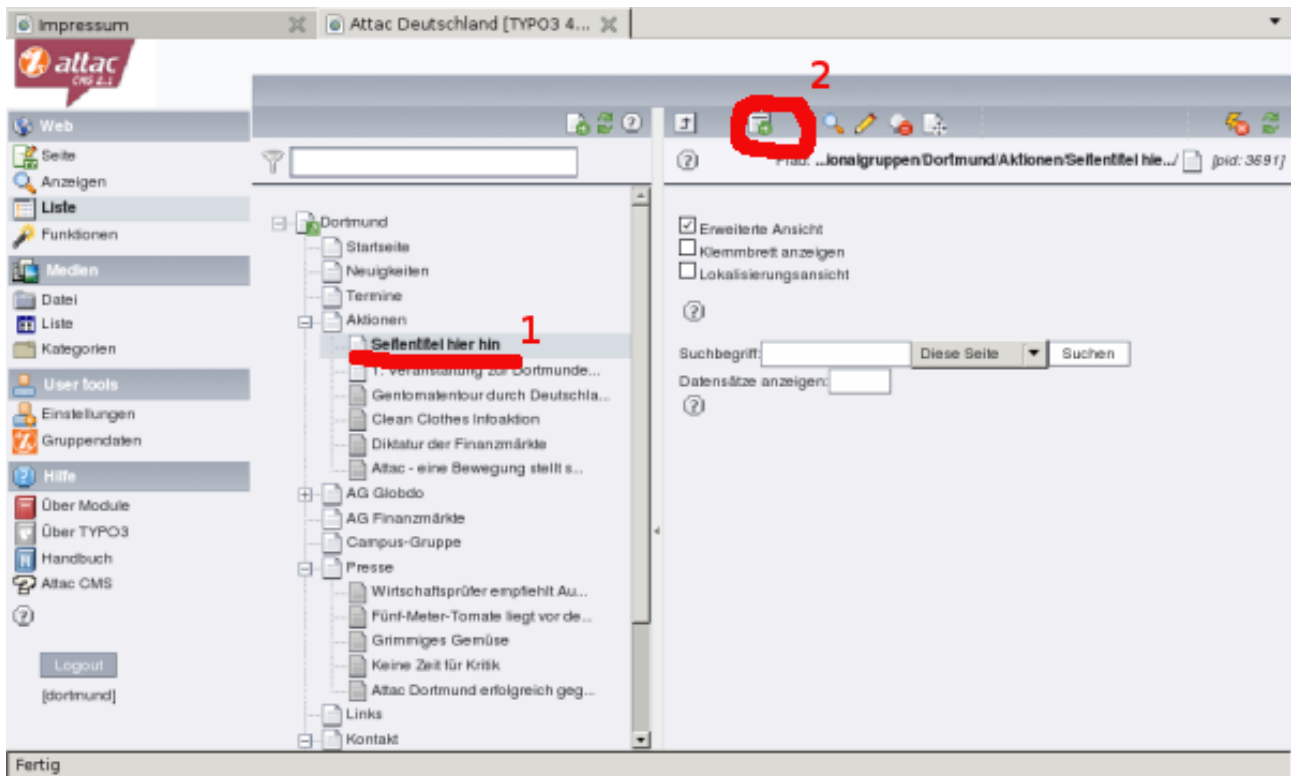 Impressum
Attac Deutschland [TYPO3 4...
attac
CMS 2.1
2
Web
Seite
Anzeigen
Liste
Funktionen
Medien
Datei
Liste
Kategorien
User tools
Einstellungen
Gruppendaten
Hilfe
Über Module
Über TYPO3
Handbuch
Attac CMS
Logout
[dortmund]
Dortmund
Startseite
Neuigkeiten
Termine
Aktionen
Seitentitel hier hin
1
1. Veranstaltung zur Dortmunde...
Gentomatentour durch Deutschla...
Clean Clothes Infoaktion
Diktatur der Finanzmärkte
Attac - eine Bewegung stellt s...
AG Globdo
AG Finanzmärkte
Campus-Gruppe
Presse
Wirtschaftsprüfer empfiehlt Au...
Fünf-Meter-Tomate liegt vor de...
Grimmiges Gemüse
Keine Zeit für Kritik
Attac Dortmund erfolgreich geg...
Links
Kontakt
Pfad: ...ionalgruppen/Dortmund/Aktionen/Seitentitel hie.../ [pid: 3691]
Erweiterte Ansicht
Klemmbrett anzeigen
Lokalisierungsansicht
Suchbegriff: Diese Seite Suchen
Datensätze anzeigen:
Fertig